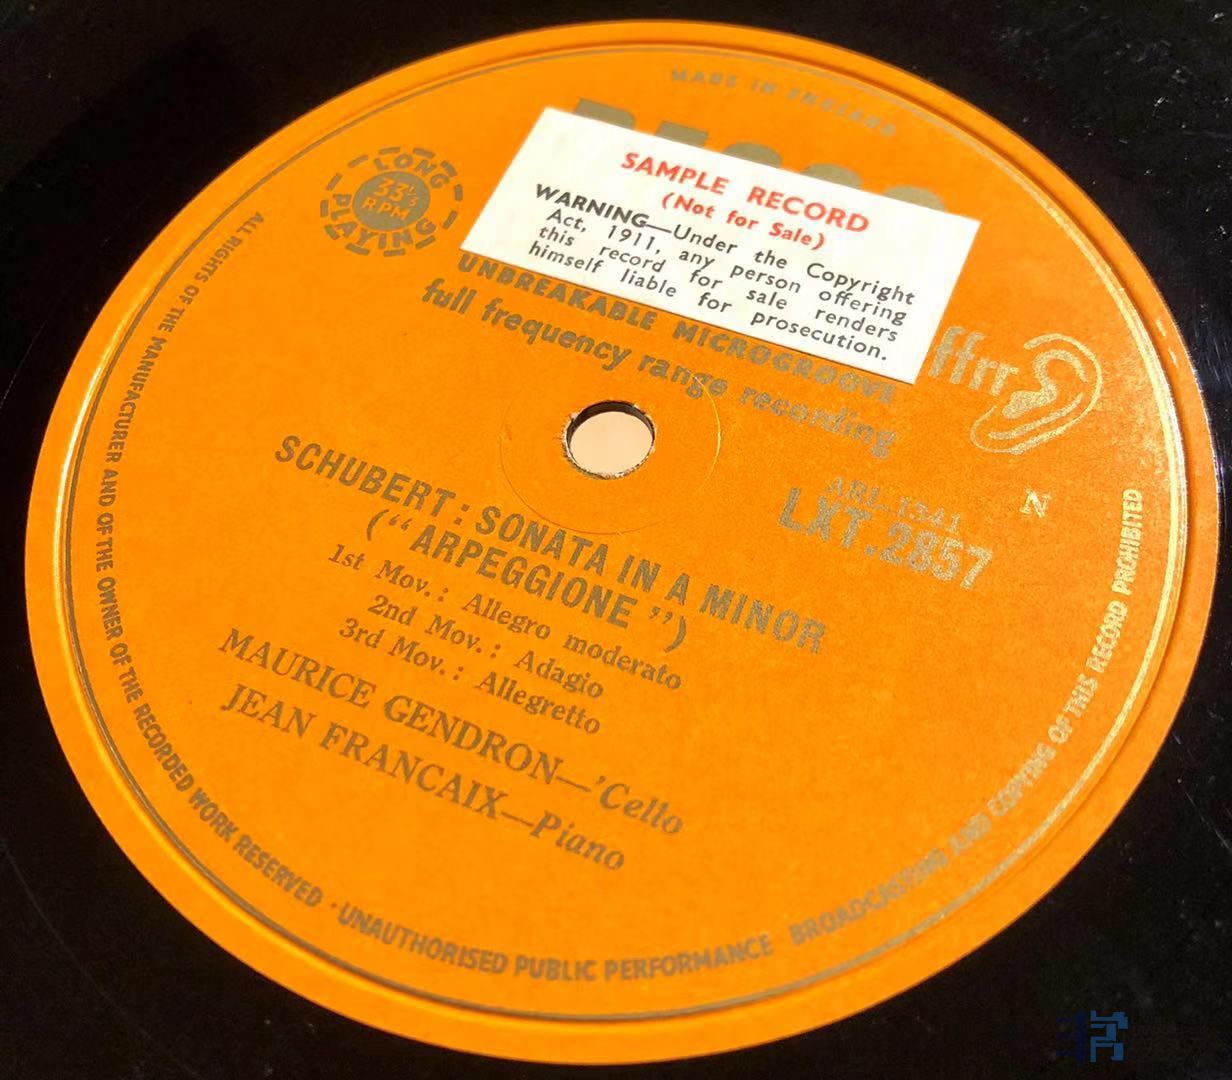 MADE IN ENGLAND
SAMPLE RECORD
(Not for Sale)
WARNING—Under the Copyright
Act, 1911, any person offering
this record for sale renders
himself liable for prosecution.
LONG
33⅓
RPM
PLAYING
UNBREAKABLE MICROGROOVE
full frequency range recording
ffrr
ARL-1341
LXT.2857
N
SCHUBERT: SONATA IN A MINOR
(“ARPEGGIONE”)
1st Mov.: Allegro moderato
2nd Mov.: Adagio
3rd Mov.: Allegretto
MAURICE GENDRON—’Cello
JEAN FRANCAIX—Piano
ALL RIGHTS OF THE MANUFACTURER AND OF THE OWNER OF THE RECORDED WORK RESERVED · UNAUTHORISED PUBLIC PERFORMANCE BROADCASTING AND COPYING OF THIS RECORD PROHIBITED